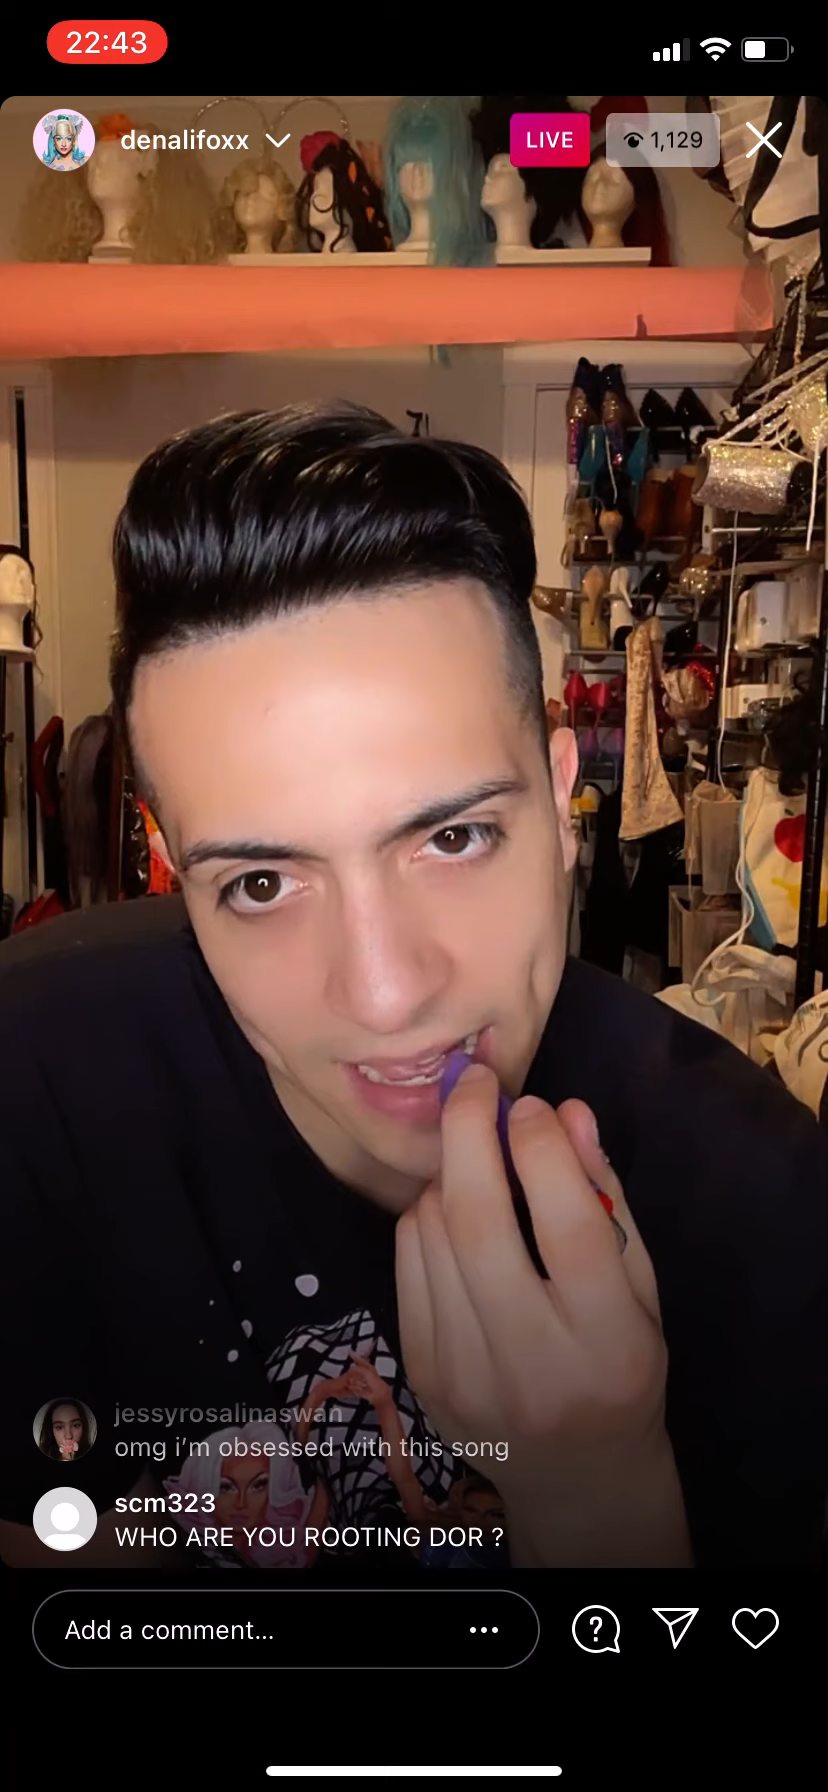 22:43
denalifoxx
LIVE
1,129
jessyrosalinaswan
omg i'm obsessed with this song
scm323
WHO ARE YOU ROOTING DOR ?
Add a comment...